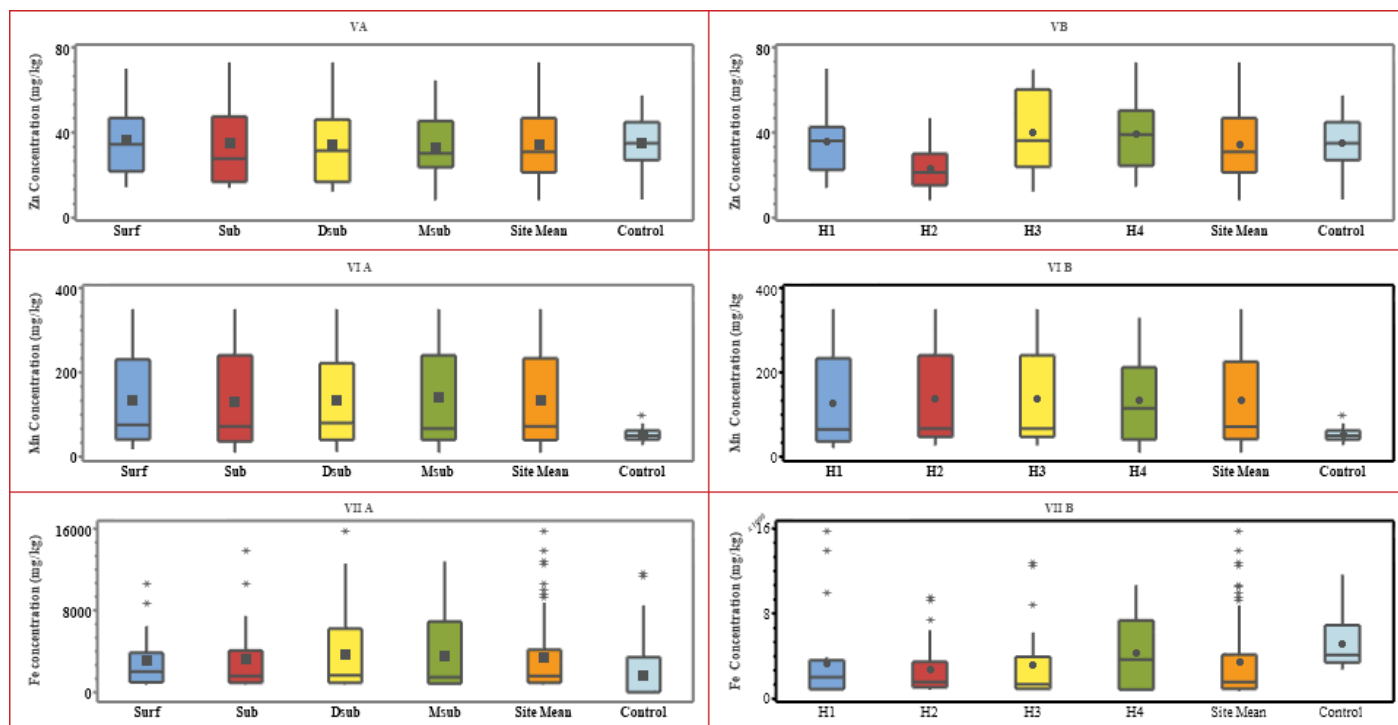 VA
Zn Concentration (mg/kg)
80
40
0
Surf Sub Dsub Msub Site Mean Control
VB
Zn Concentration (mg/kg)
80
40
0
H1 H2 H3 H4 Site Mean Control
VI A
Mn Concentration (mg/kg)
400
200
0
Surf Sub Dsub Msub Site Mean Control
VI B
Mn Concentration (mg/kg
400
200
0
H1 H2 H3 H4 Site Mean Control
VII A
Fe concentration (mg/kg)
16000
8000
0
Surf Sub Dsub Msub Site Mean Control
VII B
Fe Concentration (mg/kg)
16
8
0
H1 H2 H3 H4 Site Mean Control